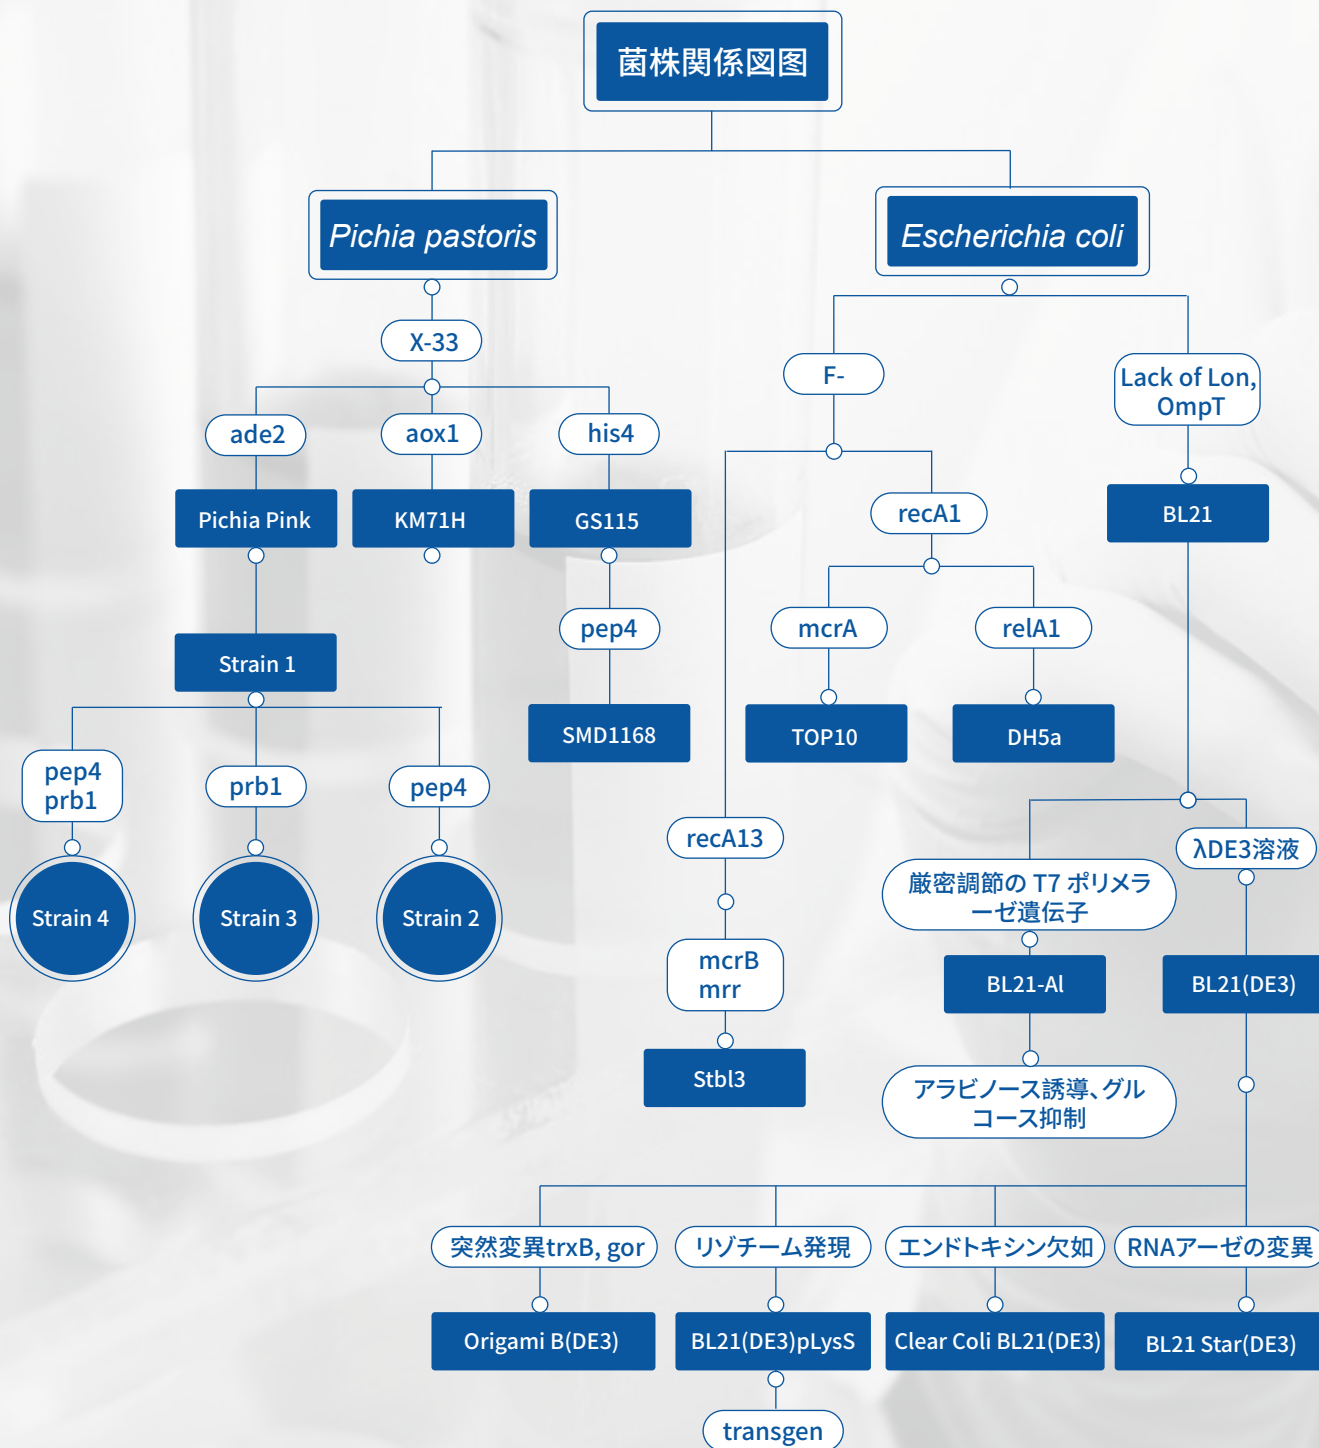 菌株関係図图
Pichia pastoris
Escherichia coli
X-33
F-
Lack of Lon,
OmpT
ade2
aox1
his4
Pichia Pink
KM71H
GS115
recA1
BL21
pep4
mcrA
relA1
Strain 1
SMD1168
TOP10
DH5a
pep4
prb1
prb1
pep4
recA13
λDE3溶液
厳密調節の T7 ポリメラ
ーゼ遺伝子
Strain 4
Strain 3
Strain 2
mcrB
mrr
BL21-Al
BL21(DE3)
Stbl3
アラビノース誘導、グル
コース抑制
突然変異trxB, gor
リゾチーム発現
エンドトキシン欠如
RNAアーゼの変異
Origami B(DE3)
BL21(DE3)pLysS
Clear Coli BL21(DE3)
BL21 Star(DE3)
transgen